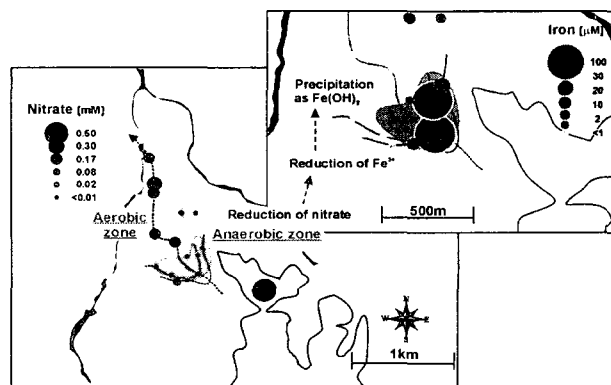 Iron [μM]
100
30
20
10
2
<1
Precipitation
as Fe(OH)₃
Reduction of Fe³⁺
500m
Nitrate [mM]
0.50
0.30
0.17
0.08
0.02
<0.01
Aerobic
zone
Reduction of nitrate
Anaerobic zone
N
W
E
S
1km